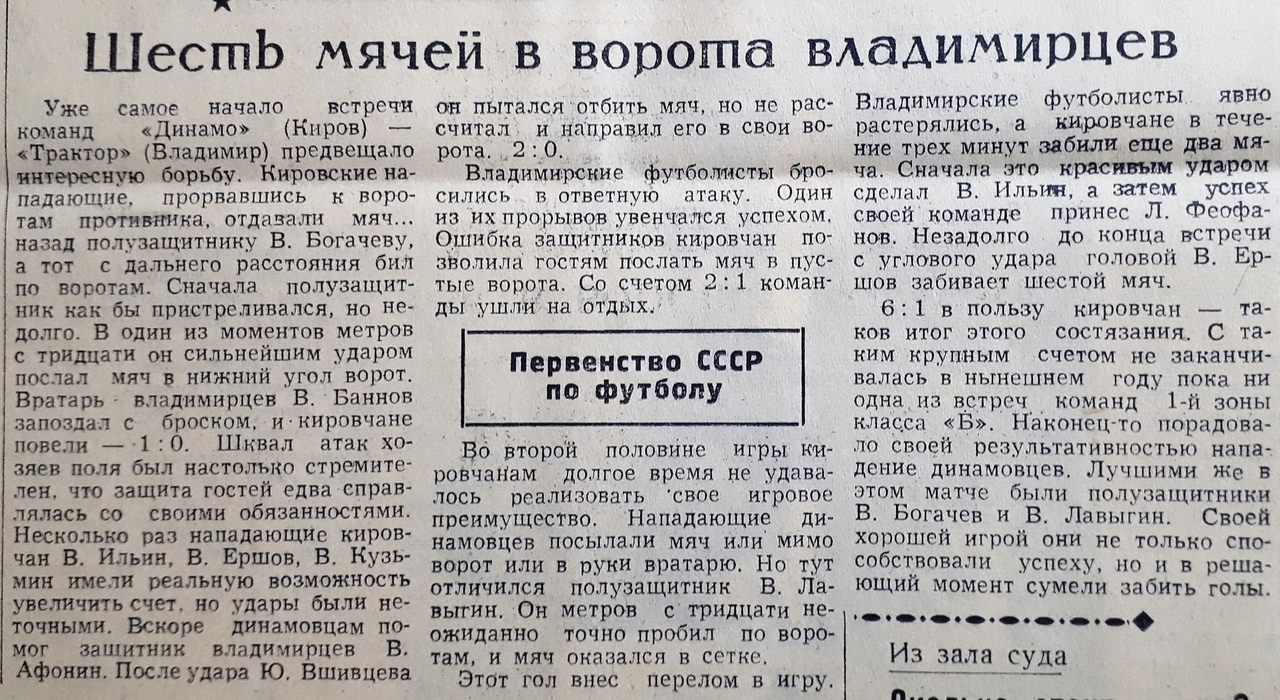 Шесть мячей в ворота владимирцев
Уже самое начало встречи
команд «Динамо» (Киров) —
«Трактор» (Владимир) предвещало
интересную борьбу. Кировские на-
падающие, прорвавшись к воро-
там противника, отдавали мяч...
назад полузащитнику В. Богачеву,
а тот с дальнего расстояния бил
по воротам. Сначала полузащит-
ник как бы пристреливался, но не-
долго. В один из моментов метров
с тридцати он сильнейшим ударом
послал мяч в нижний угол ворот.
Вратарь владимирцев В. Баннов
запоздал с броском, и кировчане
повели — 1:0. Шквал атак хо-
зяев поля был настолько стремите-
лен, что защита гостей едва справ-
лялась со своими обязанностями.
Несколько раз нападающие киров-
чан В. Ильин, В. Ершов, В. Кузь-
мин имели реальную возможность
увеличить счет, но удары были не-
точными. Вскоре динамовцам по-
мог защитник владимирцев В.
Афонин. После удара Ю. Вшивцева
он пытался отбить мяч, но не рас-
считал и направил его в свои во-
рота. 2:0.
Владимирские футболисты бро-
сились в ответную атаку. Один
из их прорывов увенчался успехом.
Ошибка защитников кировчан по-
зволила гостям послать мяч в пус-
тые ворота. Со счетом 2:1 коман-
ды ушли на отдых.
Первенство СССР
по футболу
Во второй половине игры ки-
ровчанам долгое время не удава-
лось реализовать свое игровое
преимущество. Нападающие ди-
намовцев посылали мяч или мимо
ворот или в руки вратарю. Но тут
отличился полузащитник В. Ла-
выгин. Он метров с тридцати не-
ожиданно точно пробил по воро-
там, и мяч оказался в сетке.
Этот гол внес перелом в игру.
Владимирские футболисты явно
растерялись, а кировчане в тече-
ние трех минут забили еще два мя-
ча. Сначала это красивым ударом
сделал В. Ильин, а затем успех
своей команде принес Л. Феофа-
нов. Незадолго до конца встречи
с углового удара головой В. Ер-
шов забивает шестой мяч.
6:1 в пользу кировчан — та-
ков итог этого состязания. С та-
ким крупным счетом не заканчи-
валась в нынешнем году пока ни
одна из встреч команд 1-й зоны
класса «Б». Наконец-то порадова-
ло своей результативностью напа-
дение динамовцев. Лучшими же в
этом матче были полузащитники
В. Богачев и В. Лавыгин. Своей
хорошей игрой они не только спо-
собствовали успеху, но и в реша-
ющий момент сумели забить голы.
Из зала суда